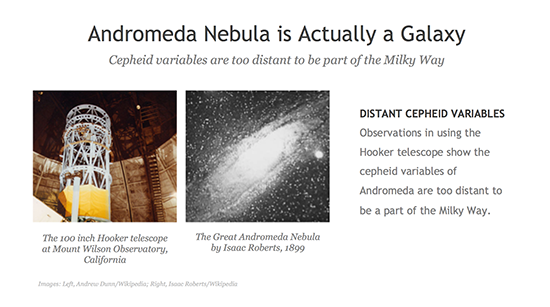 Andromeda Nebula is Actually a Galaxy
Cepheid variables are too distant to be part of the Milky Way
DISTANT CEPHEID VARIABLES
Observations in using the
Hooker telescope show the
cepheid variables of
Andromeda are too distant to
be a part of the Milky Way.
The 100 inch Hooker telescope
at Mount Wilson Observatory,
California
The Great Andromeda Nebula
by Isaac Roberts, 1899
Images: Left, Andrew Dunn/Wikipedia; Right, Isaac Roberts/Wikipedia